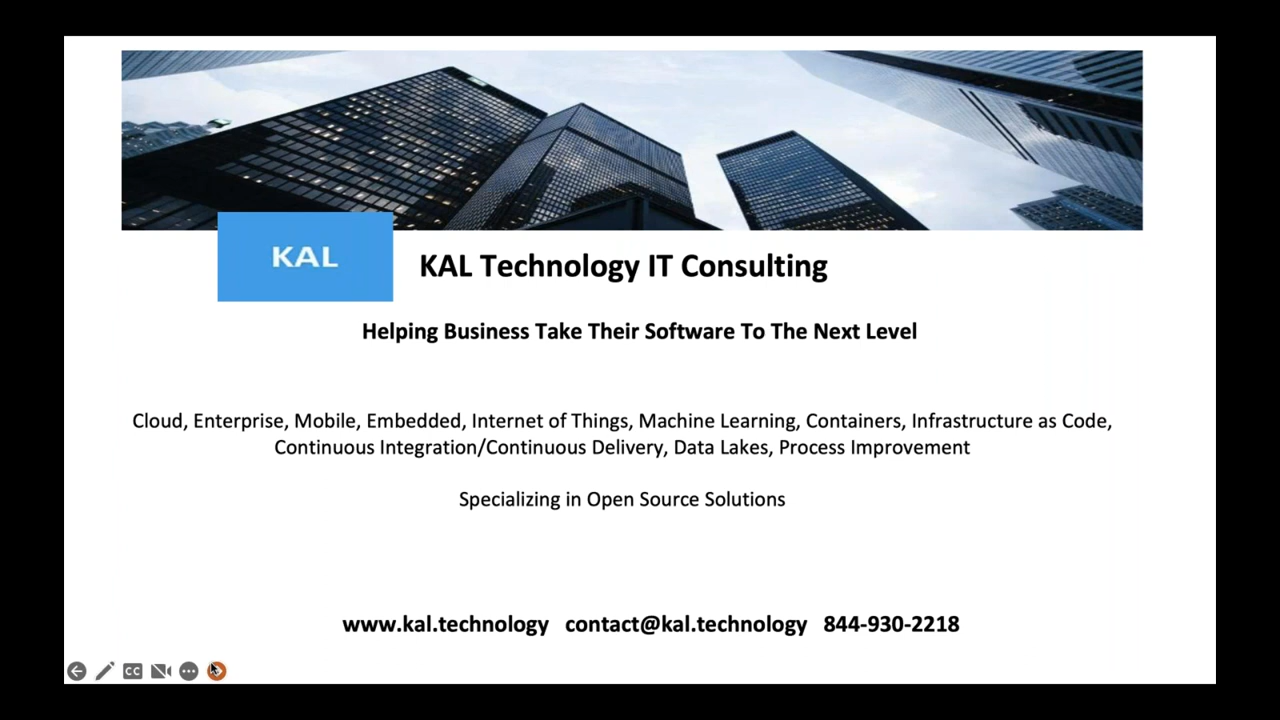 KAL
KAL Technology IT Consulting
Helping Business Take Their Software To The Next Level
Cloud, Enterprise, Mobile, Embedded, Internet of Things, Machine Learning, Containers, Infrastructure as Code,
Continuous Integration/Continuous Delivery, Data Lakes, Process Improvement
Specializing in Open Source Solutions
www.kal.technology contact@kal.technology 844-930-2218
CC